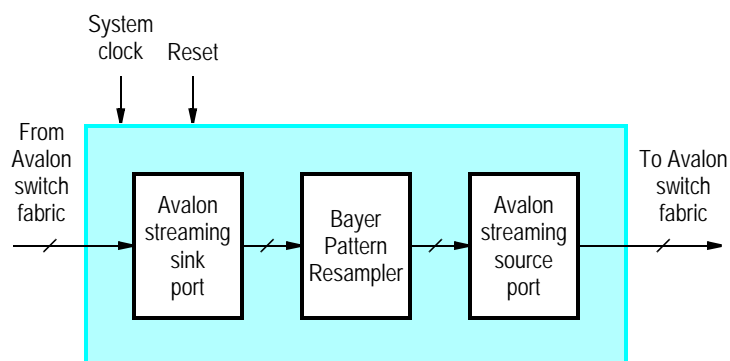 System
clock
Reset
From
Avalon
switch
fabric
Avalon
streaming
sink
port
Bayer
Pattern
Resampler
Avalon
streaming
source
port
To Avalon
switch
fabric